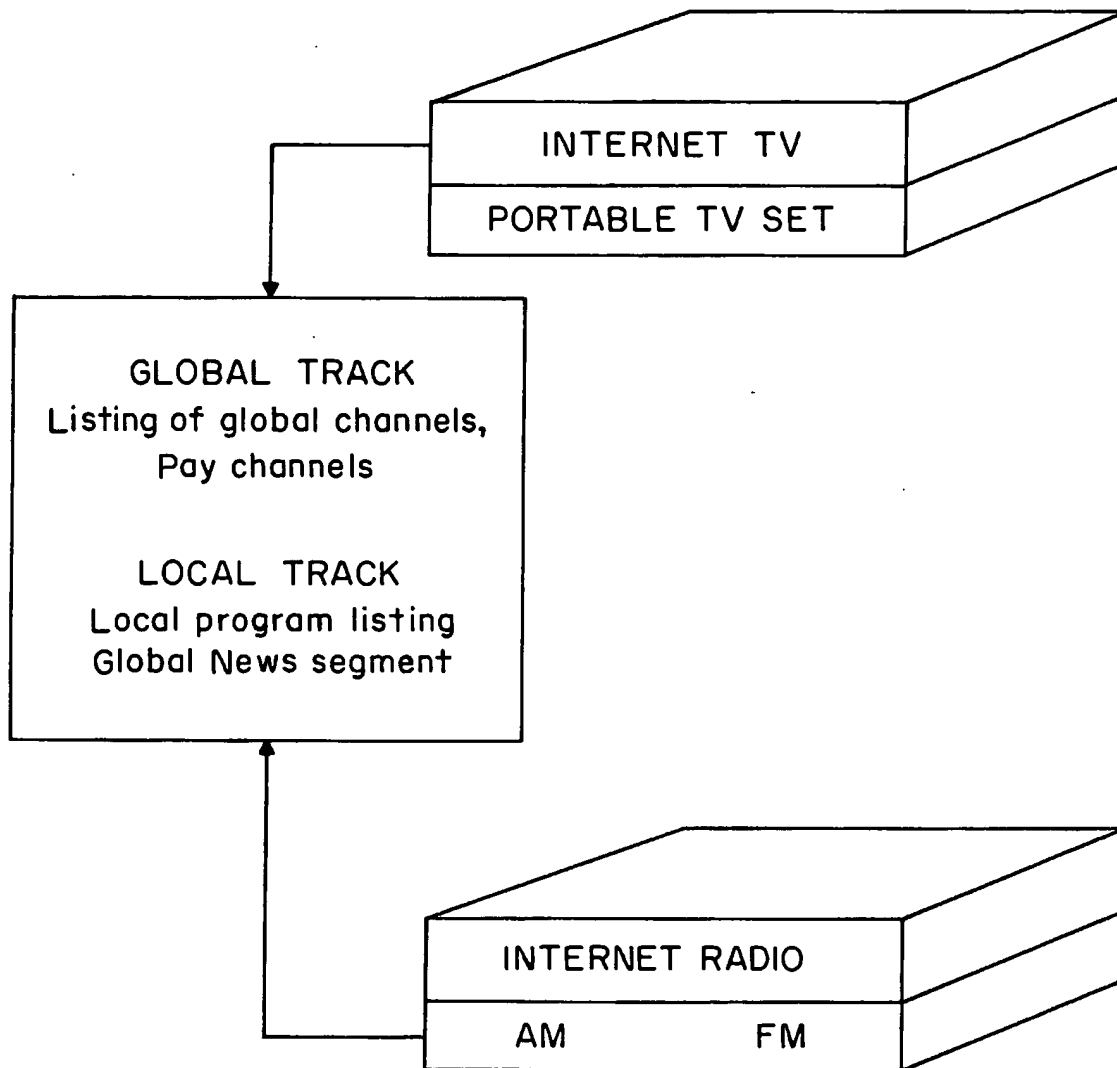 INTERNET TV
PORTABLE TV SET
GLOBAL TRACK
Listing of global channels,
Pay channels
LOCAL TRACK
Local program listing
Global News segment
INTERNET RADIO
AM FM